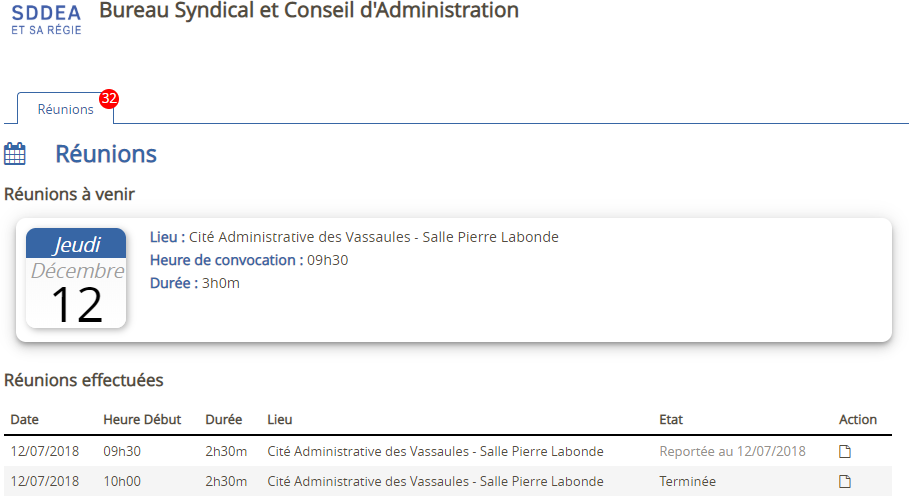 SDDEA
ET SA RÉGIE
Bureau Syndical et Conseil d'Administration
Réunions 32
Réunions
Réunions à venir
Jeudi
Décembre
12
Lieu : Cité Administrative des Vassaules - Salle Pierre Labonde
Heure de convocation : 09h30
Durée : 3h0m
Réunions effectuées
Date Heure Début Durée Lieu Etat Action
12/07/2018 09h30 2h30m Cité Administrative des Vassaules - Salle Pierre Labonde Reportée au 12/07/2018
12/07/2018 10h00 2h30m Cité Administrative des Vassaules - Salle Pierre Labonde Terminée